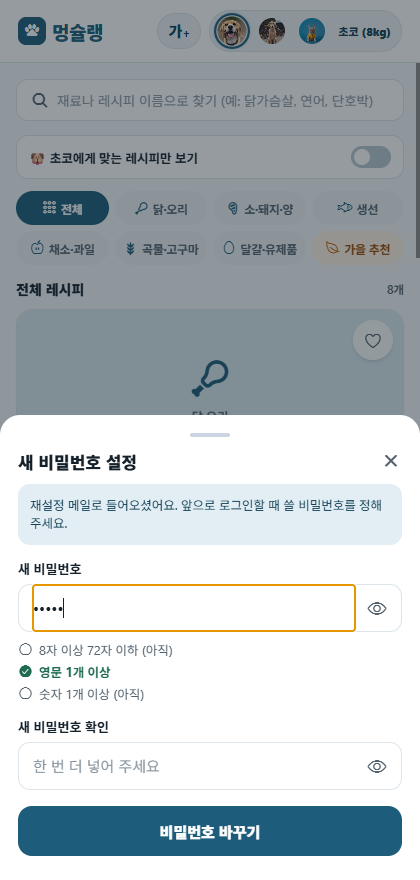 멍슐랭
가+
초코 (8kg)
재료나 레시피 이름으로 찾기 (예: 닭가슴살, 연어, 단호박)
초코에게 맞는 레시피만 보기
전체
닭·오리
소·돼지·양
생선
채소·과일
곡물·고구마
달걀·유제품
가을 추천
전체 레시피
8개
새 비밀번호 설정
재설정 메일로 들어오셨어요. 앞으로 로그인할 때 쓸 비밀번호를 정해
주세요.
새 비밀번호
•••••
8자 이상 72자 이하 (아직)
영문 1개 이상
숫자 1개 이상 (아직)
새 비밀번호 확인
한 번 더 넣어 주세요
비밀번호 바꾸기